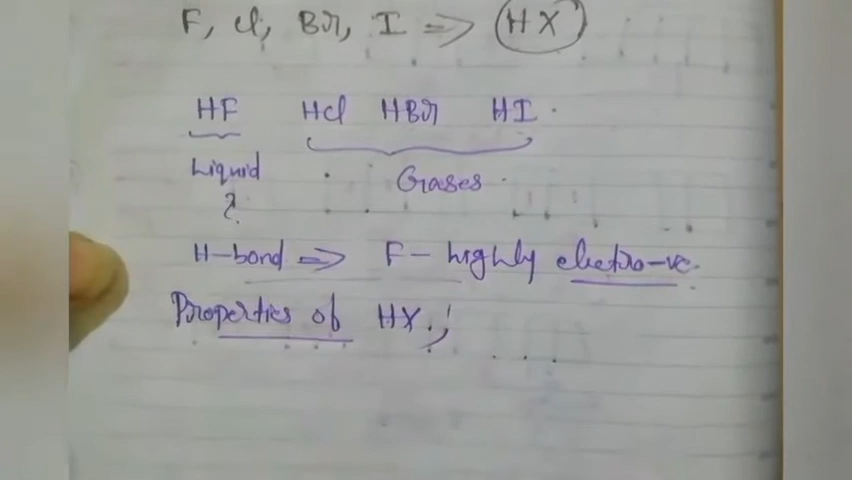 F, Cl, Br, I => HX
HF HCl HBr HI.
Liquid Gases
?
H-bond => F - highly electro-ve.
Properties of HX,;